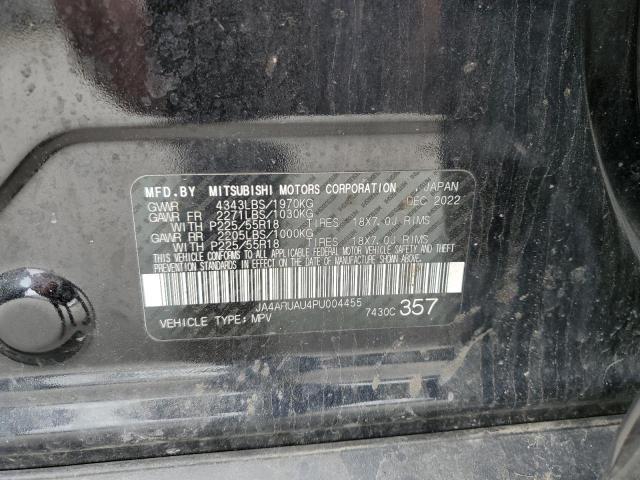 MFD.BY MITSUBISHI MOTORS CORPORATION , JAPAN
GVWR 4343LBS/1970KG DEC 2022
GAWR FR 2271LBS/1030KG
WITH P225/55R18 TIRES 18X7.0J RIMS
GAWR RR 2205LBS/1000KG
WITH P225/55R18 TIRES 18X7.0J RIMS
THIS VEHICLE CONFORMS TO ALL APPLICABLE FEDERAL MOTOR VEHICLE SAFETY AND THEFT
PREVENTION STANDARDS IN EFFECT ON THE DATE OF MANUFACTURE SHOWN ABOVE.
JA4ARUAU4PU004455
VEHICLE TYPE: MPV 7430C 357